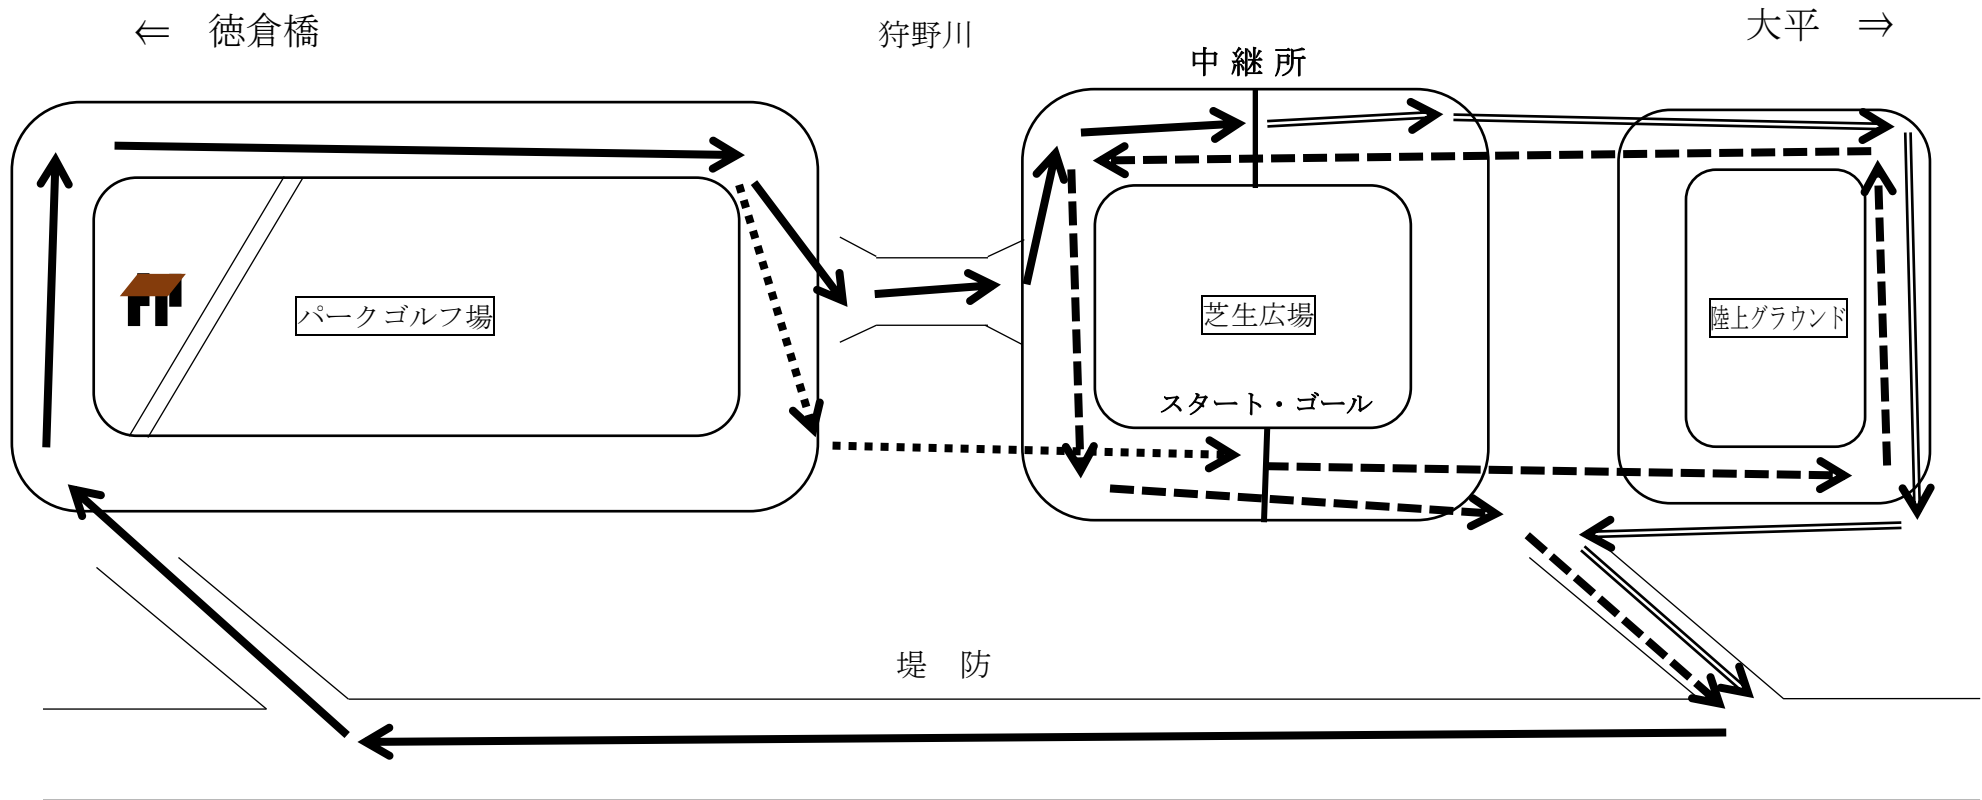 ⇐ 徳倉橋
狩野川
大平 ⇒
中継所
パークゴルフ場
芝生広場
陸上グラウンド
スタート・ゴール
堤 防